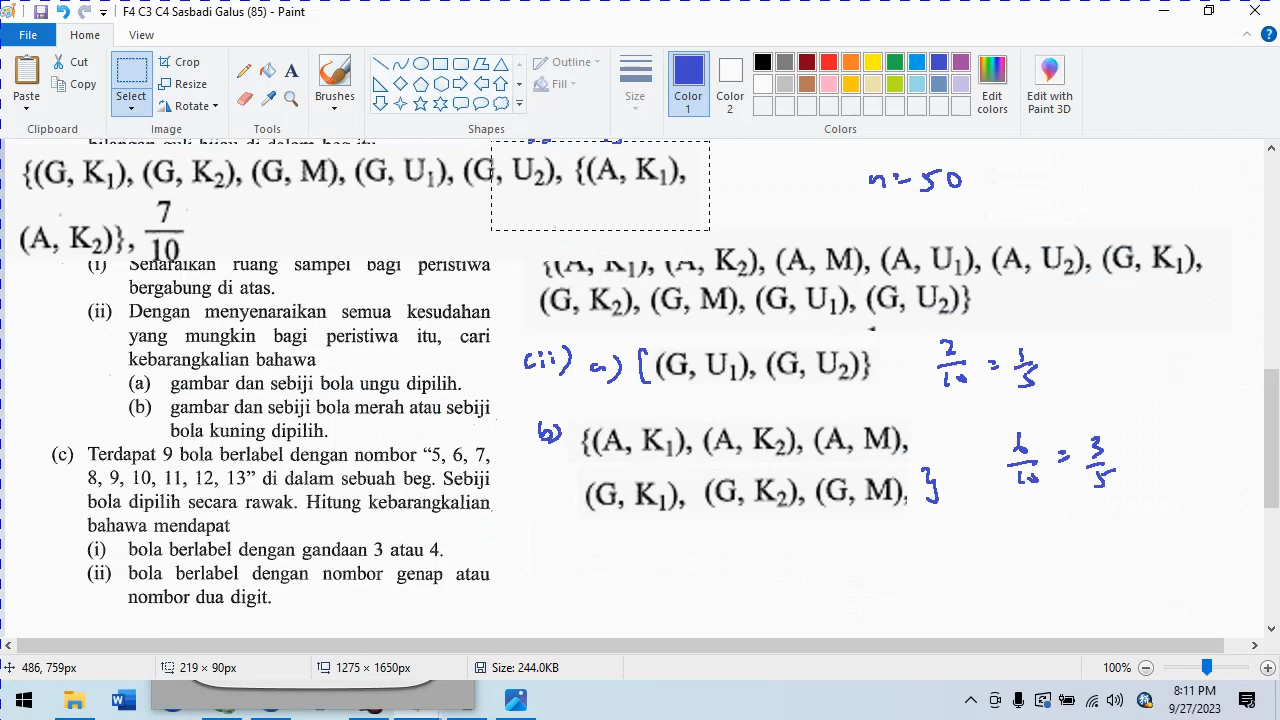 F4 C3 C4 Sasbadi Galus (85) - Paint
File Home View
Paste Cut Copy Select Crop Resize Rotate Brushes Outline Fill Size Color 1 Color 2 Edit colors Edit with Paint 3D
Clipboard Image Tools Shapes Colors
{(G, K₁), (G, K₂), (G, M), (G, U₁), (G, U₂), {(A, K₁),
(A, K₂)}, 7/10
n = 50
(i) Senaraikan ruang sampel bagi peristiwa
bergabung di atas.
(ii) Dengan menyenaraikan semua kesudahan
yang mungkin bagi peristiwa itu, cari
kebarangkalian bahawa
(a) gambar dan sebiji bola ungu dipilih.
(b) gambar dan sebiji bola merah atau sebiji
bola kuning dipilih.
(c) Terdapat 9 bola berlabel dengan nombor “5, 6, 7,
8, 9, 10, 11, 12, 13” di dalam sebuah beg. Sebiji
bola dipilih secara rawak. Hitung kebarangkalian
bahawa mendapat
(i) bola berlabel dengan gandaan 3 atau 4.
(ii) bola berlabel dengan nombor genap atau
nombor dua digit.
{(A, K₁), (A, K₂), (A, M), (A, U₁), (A, U₂), (G, K₁),
(G, K₂), (G, M), (G, U₁), (G, U₂)}
(ii) a) [(G, U₁), (G, U₂)} 2/10 = 1/5
b) {(A, K₁), (A, K₂), (A, M), 6/10 = 3/5
(G, K₁), (G, K₂), (G, M), }
486, 759px 219 × 90px 1275 × 1650px Size: 244.0KB 100%
8:11 PM
9/27/2023